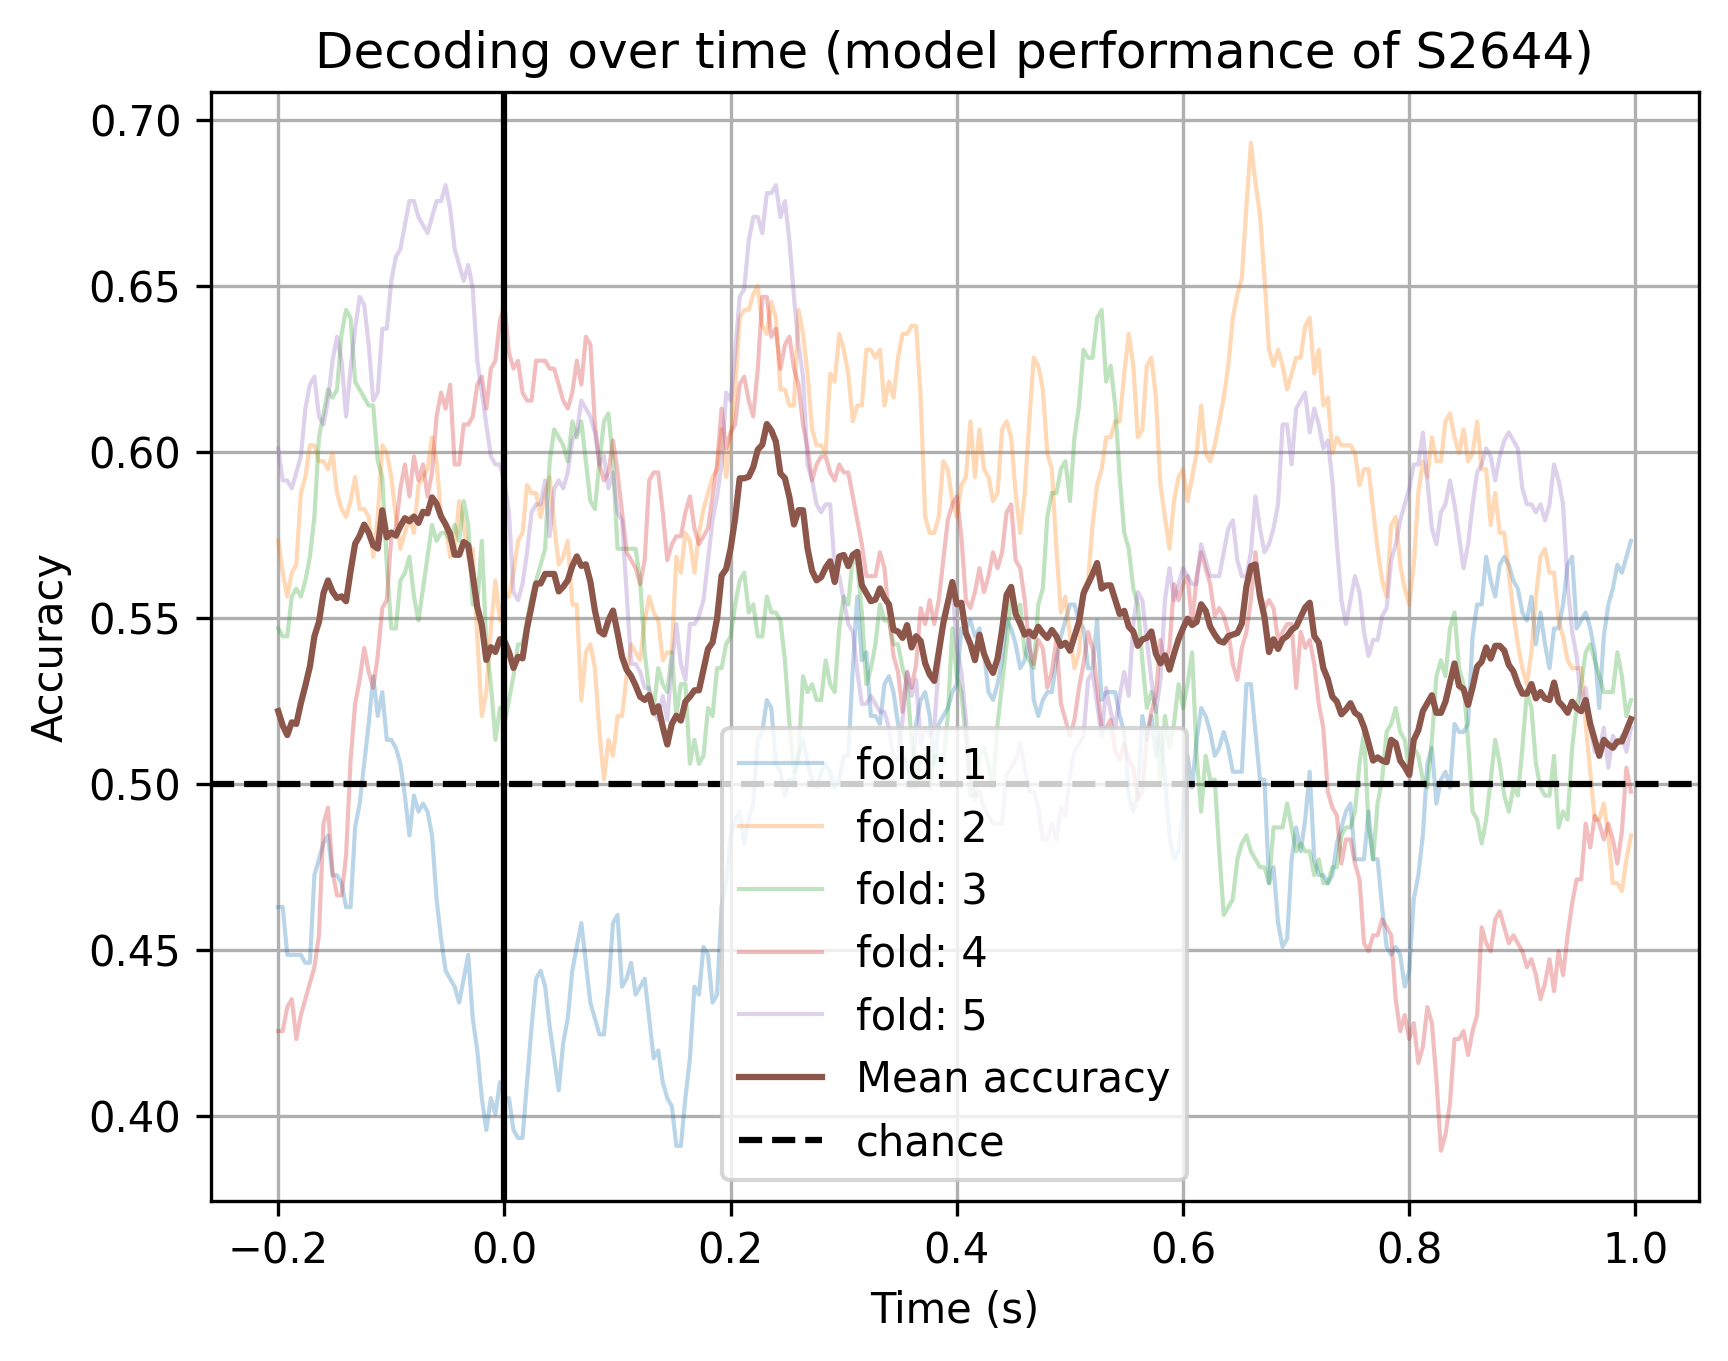 Decoding over time (model performance of S2644)
0.70
0.65
0.60
0.55
0.50
0.45
0.40
Accuracy
fold: 1
fold: 2
fold: 3
fold: 4
fold: 5
Mean accuracy
chance
−0.2 0.0 0.2 0.4 0.6 0.8 1.0
Time (s)